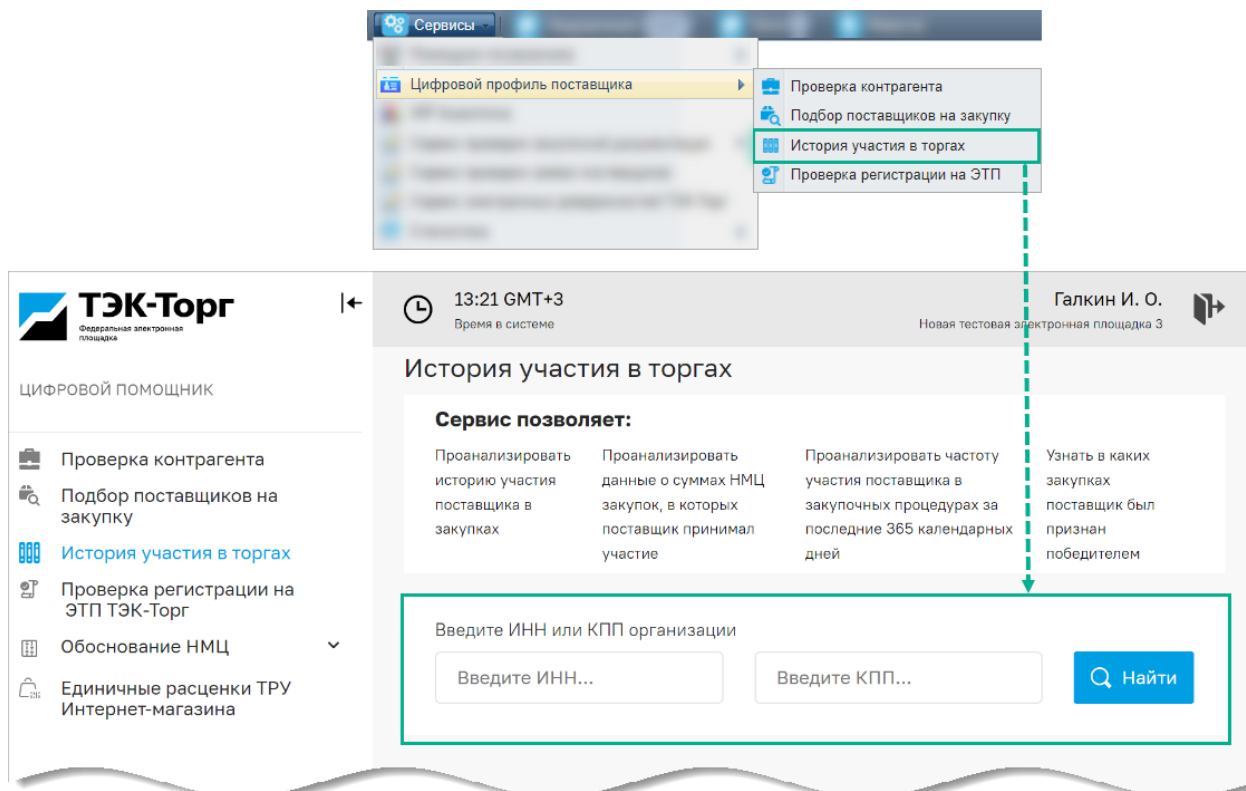 Сервисы
Цифровой профиль поставщика
Проверка контрагента
Подбор поставщиков на закупку
История участия в торгах
Проверка регистрации на ЭТП
ТЭК-Торг
Федеральная электронная
площадка
13:21 GMT+3
Время в системе
Галкин И. О.
Новая тестовая электронная площадка 3
ЦИФРОВОЙ ПОМОЩНИК
Проверка контрагента
Подбор поставщиков на
закупку
История участия в торгах
Проверка регистрации на
ЭТП ТЭК-Торг
Обоснование НМЦ
Единичные расценки ТРУ
Интернет-магазина
История участия в торгах
Сервис позволяет:
Проанализировать
историю участия
поставщика в
закупках
Проанализировать
данные о суммах НМЦ
закупок, в которых
поставщик принимал
участие
Проанализировать частоту
участия поставщика в
закупочных процедурах за
последние 365 календарных
дней
Узнать в каких
закупках
поставщик был
признан
победителем
Введите ИНН или КПП организации
Введите ИНН...
Введите КПП...
Найти